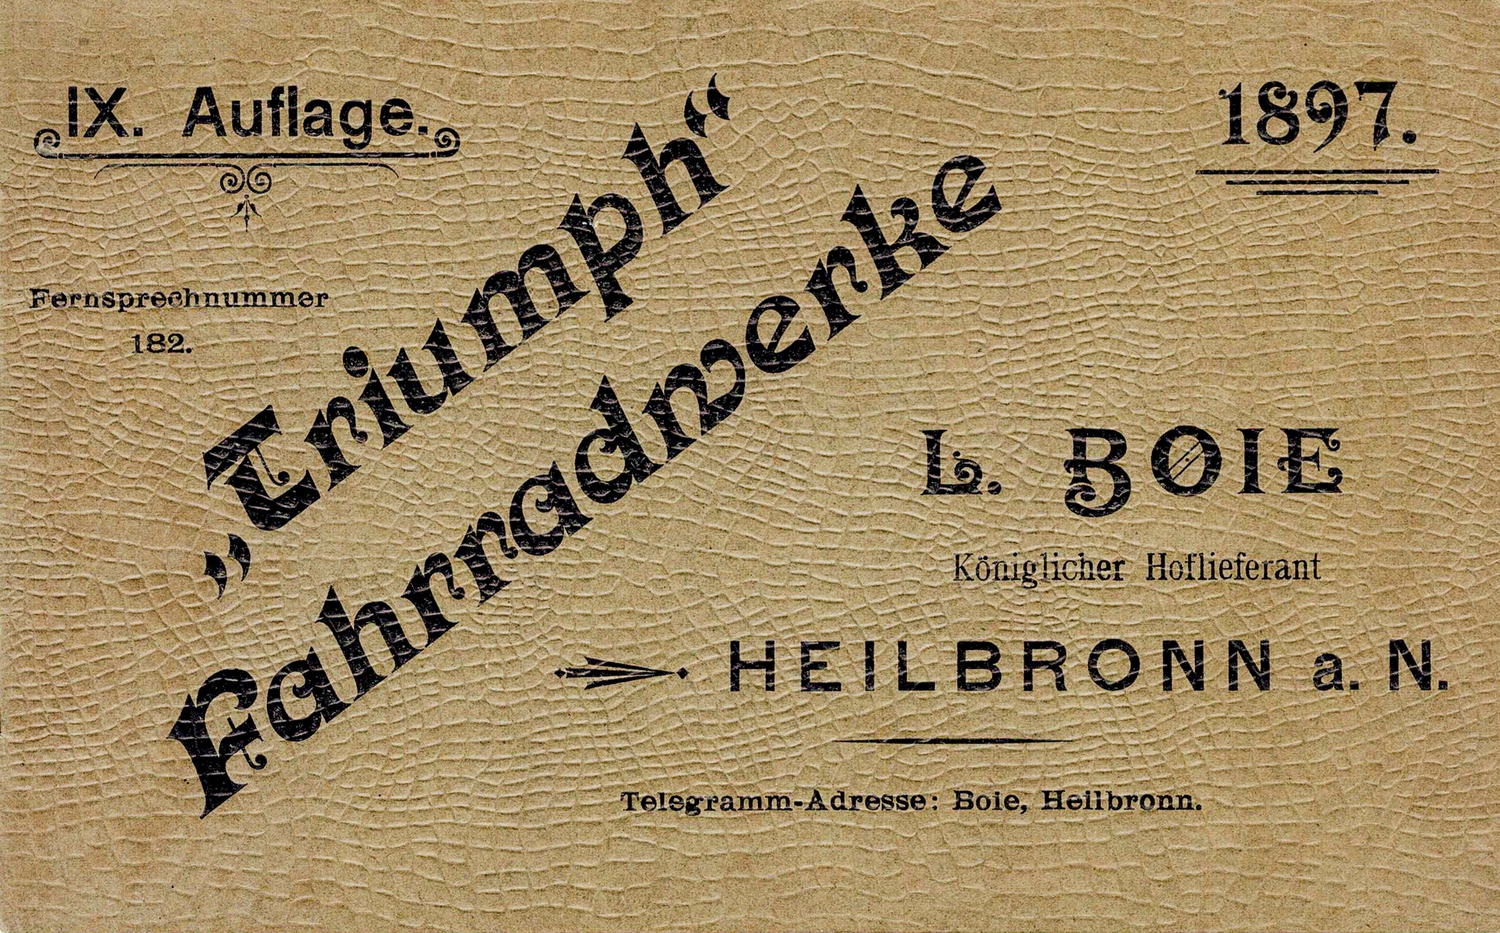 IX. Auflage.
1897.
Fernsprechnummer
182.
„Triumph“
Fahrradwerke
L. BOIE
Königlicher Hoflieferant
HEILBRONN a. N.
Telegramm-Adresse: Boie, Heilbronn.